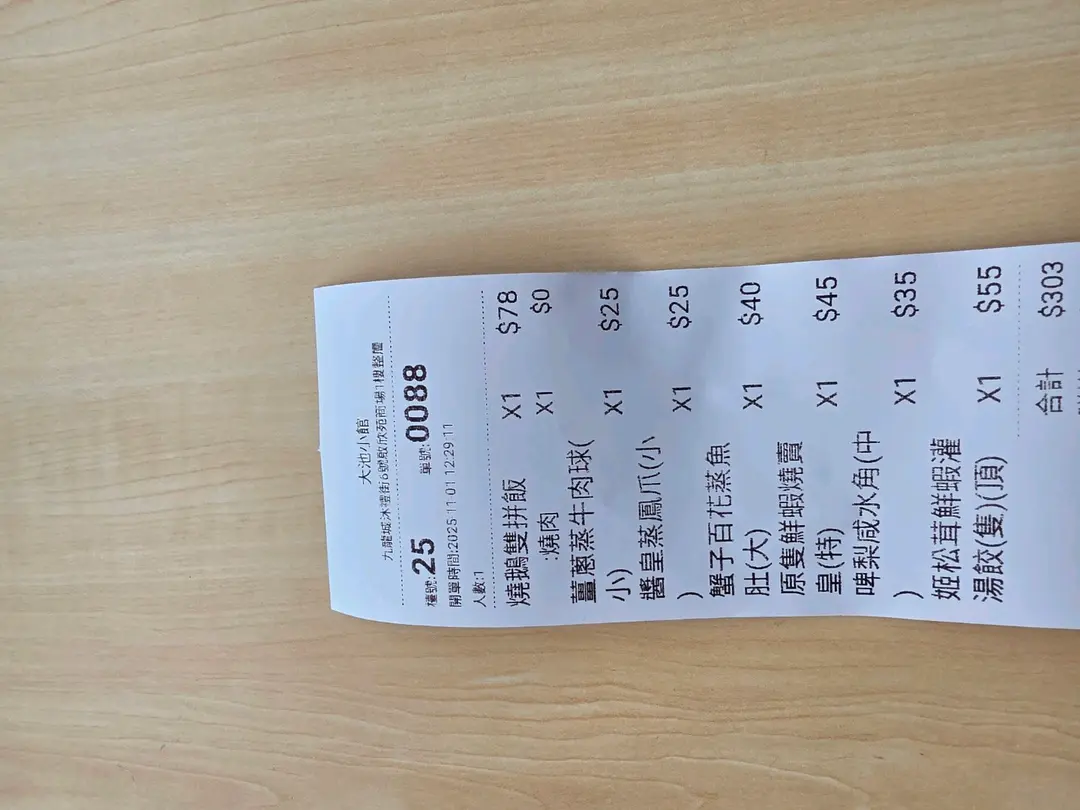 大池小館
九龍城沐禮街6號啟欣苑商場1樓整層
檯號:25 單號:0088
開單時間:2025-11-01 12:29:11
人數:1
燒鵝雙拼飯 X1 $78
:燒肉 X1 $0
薑蔥蒸牛肉球( X1 $25
小)
醬皇蒸鳳爪(小 X1 $25
)
蟹子百花蒸魚 X1 $40
肚(大)
原隻鮮蝦燒賣 X1 $45
皇(特)
啤梨咸水角(中 X1 $35
)
姬松茸鮮蝦灌 X1 $55
湯餃(隻)(頂)
合計 $303